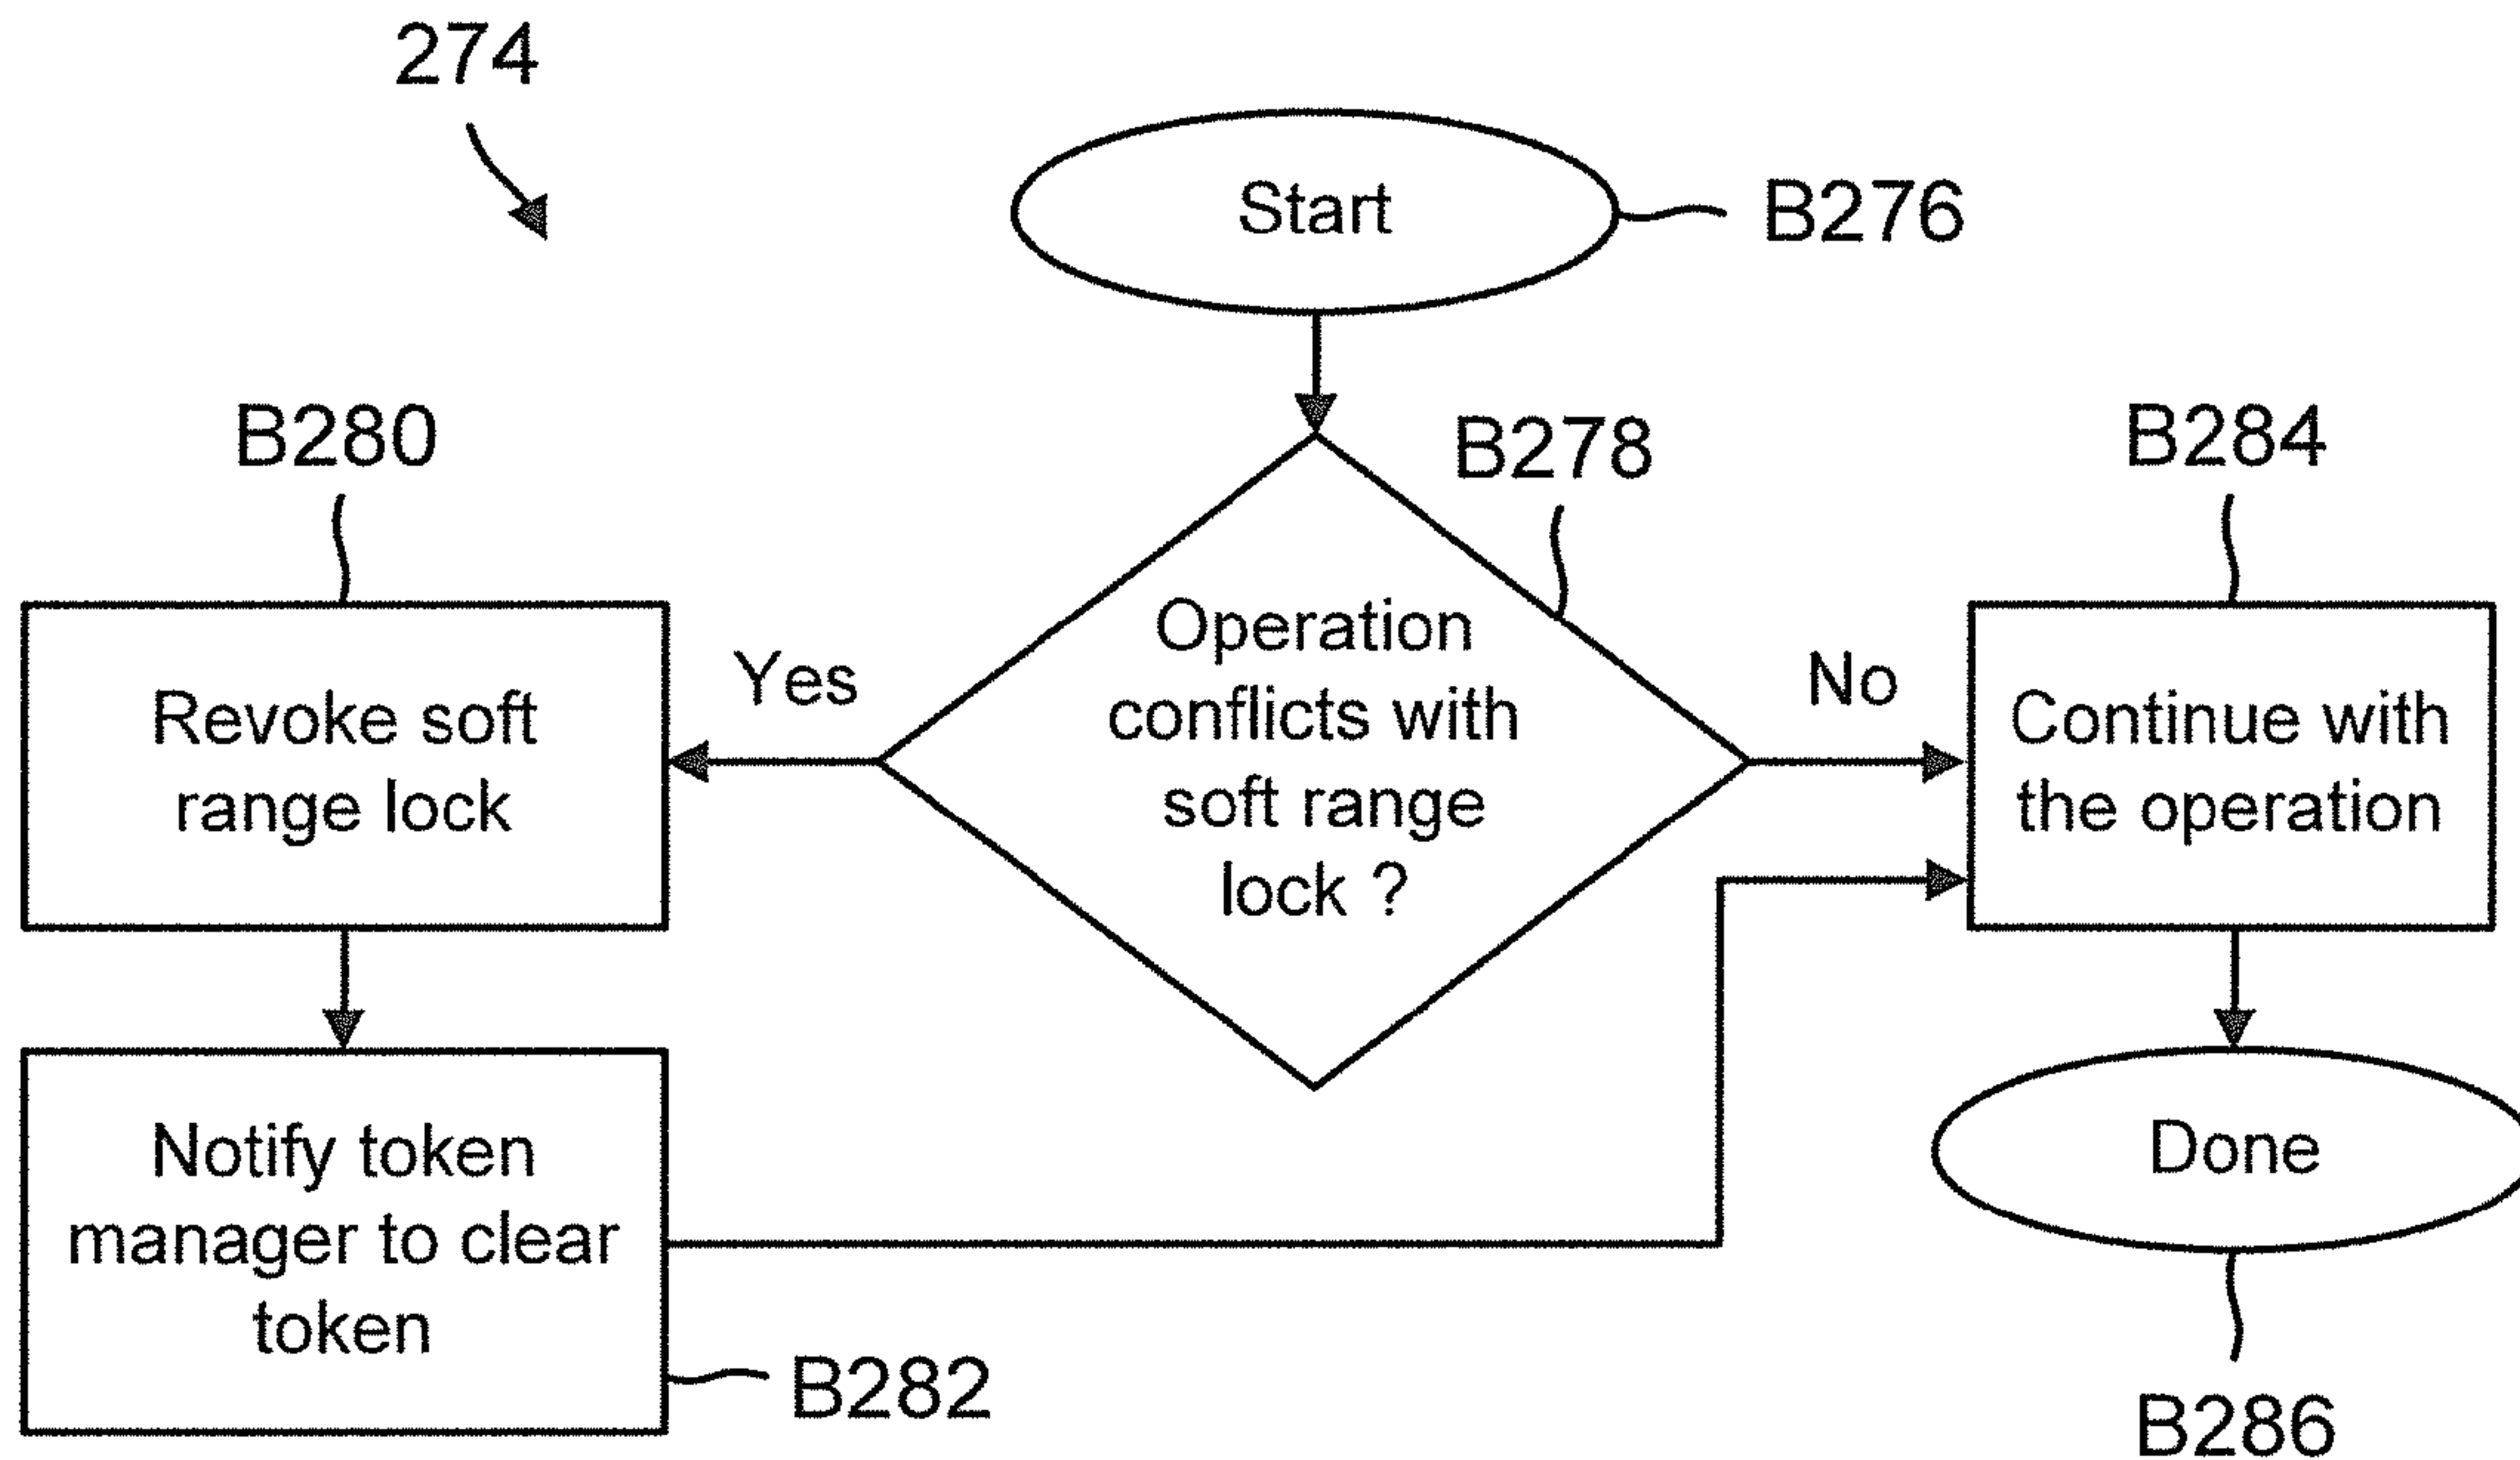 274
Start
B276
B280
B278
B284
Operation
conflicts with
soft range
lock ?
Yes
No
Revoke soft
range lock
Continue with
the operation
Notify token
manager to clear
token
B282
Done
B286